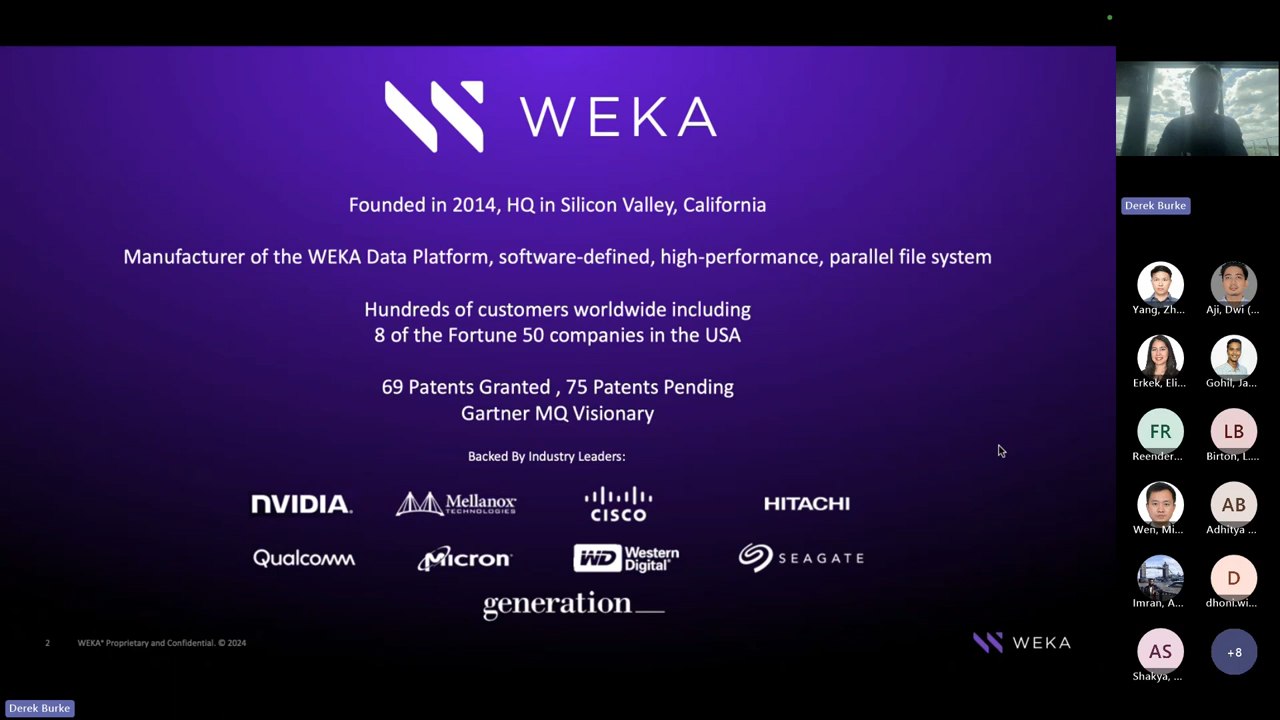 WEKA
Founded in 2014, HQ in Silicon Valley, California
Manufacturer of the WEKA Data Platform, software-defined, high-performance, parallel file system
Hundreds of customers worldwide including
8 of the Fortune 50 companies in the USA
69 Patents Granted , 75 Patents Pending
Gartner MQ Visionary
Backed By Industry Leaders:
NVIDIA.
Mellanox
TECHNOLOGIES
CISCO
HITACHI
Qualcomm
Micron
WD Western Digital
SEAGATE
generation
2 WEKA® Proprietary and Confidential. © 2024
WEKA
Derek Burke
Derek Burke
Yang, Zh...
Aji, Dwi (...
Erkek, Eli...
Gohil, Ja...
FR
Reender...
LB
Birton, L....
Wen, Mi...
AB
Adhitya ...
Imran, A...
D
dhoni.wi...
AS
Shakya, ...
+8